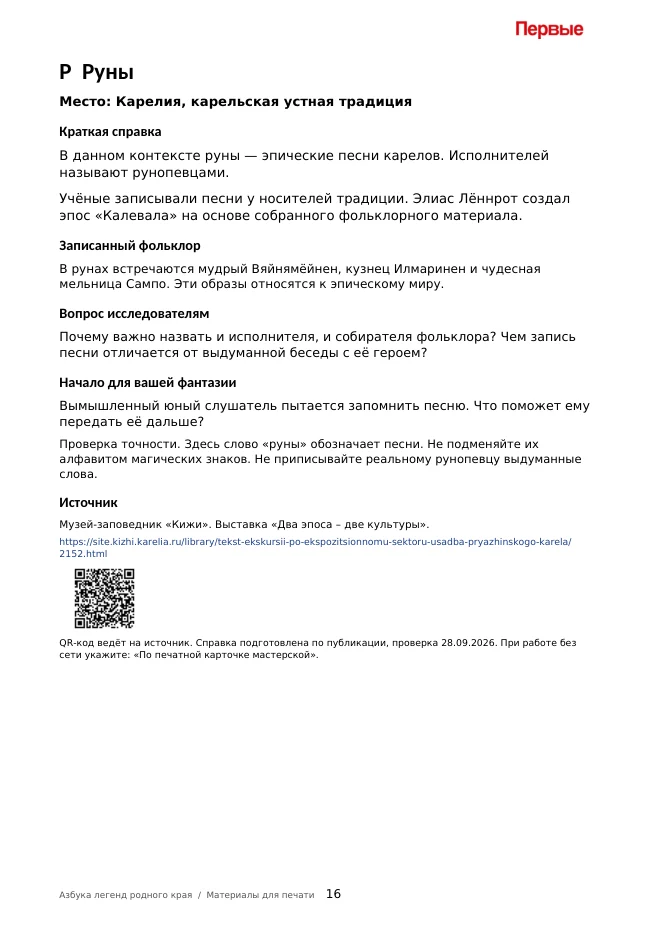 Первые
Р Руны
Место: Карелия, карельская устная традиция
Краткая справка
В данном контексте руны — эпические песни карелов. Исполнителей
называют рунопевцами.
Учёные записывали песни у носителей традиции. Элиас Лённрот создал
эпос «Калевала» на основе собранного фольклорного материала.
Записанный фольклор
В рунах встречаются мудрый Вяйнямёйнен, кузнец Илмаринен и чудесная
мельница Сампо. Эти образы относятся к эпическому миру.
Вопрос исследователям
Почему важно назвать и исполнителя, и собирателя фольклора? Чем запись
песни отличается от выдуманной беседы с её героем?
Начало для вашей фантазии
Вымышленный юный слушатель пытается запомнить песню. Что поможет ему
передать её дальше?
Проверка точности. Здесь слово «руны» обозначает песни. Не подменяйте их
алфавитом магических знаков. Не приписывайте реальному рунопевцу выдуманные
слова.
Источник
Музей-заповедник «Кижи». Выставка «Два эпоса – две культуры».
https://site.kizhi.karelia.ru/library/tekst-ekskursii-po-ekspozitsionnomu-sektoru-usadba-pryazhinskogo-karela/
2152.html
QR-код ведёт на источник. Справка подготовлена по публикации, проверка 28.09.2026. При работе без
сети укажите: «По печатной карточке мастерской».
Азбука легенд родного края / Материалы для печати 16